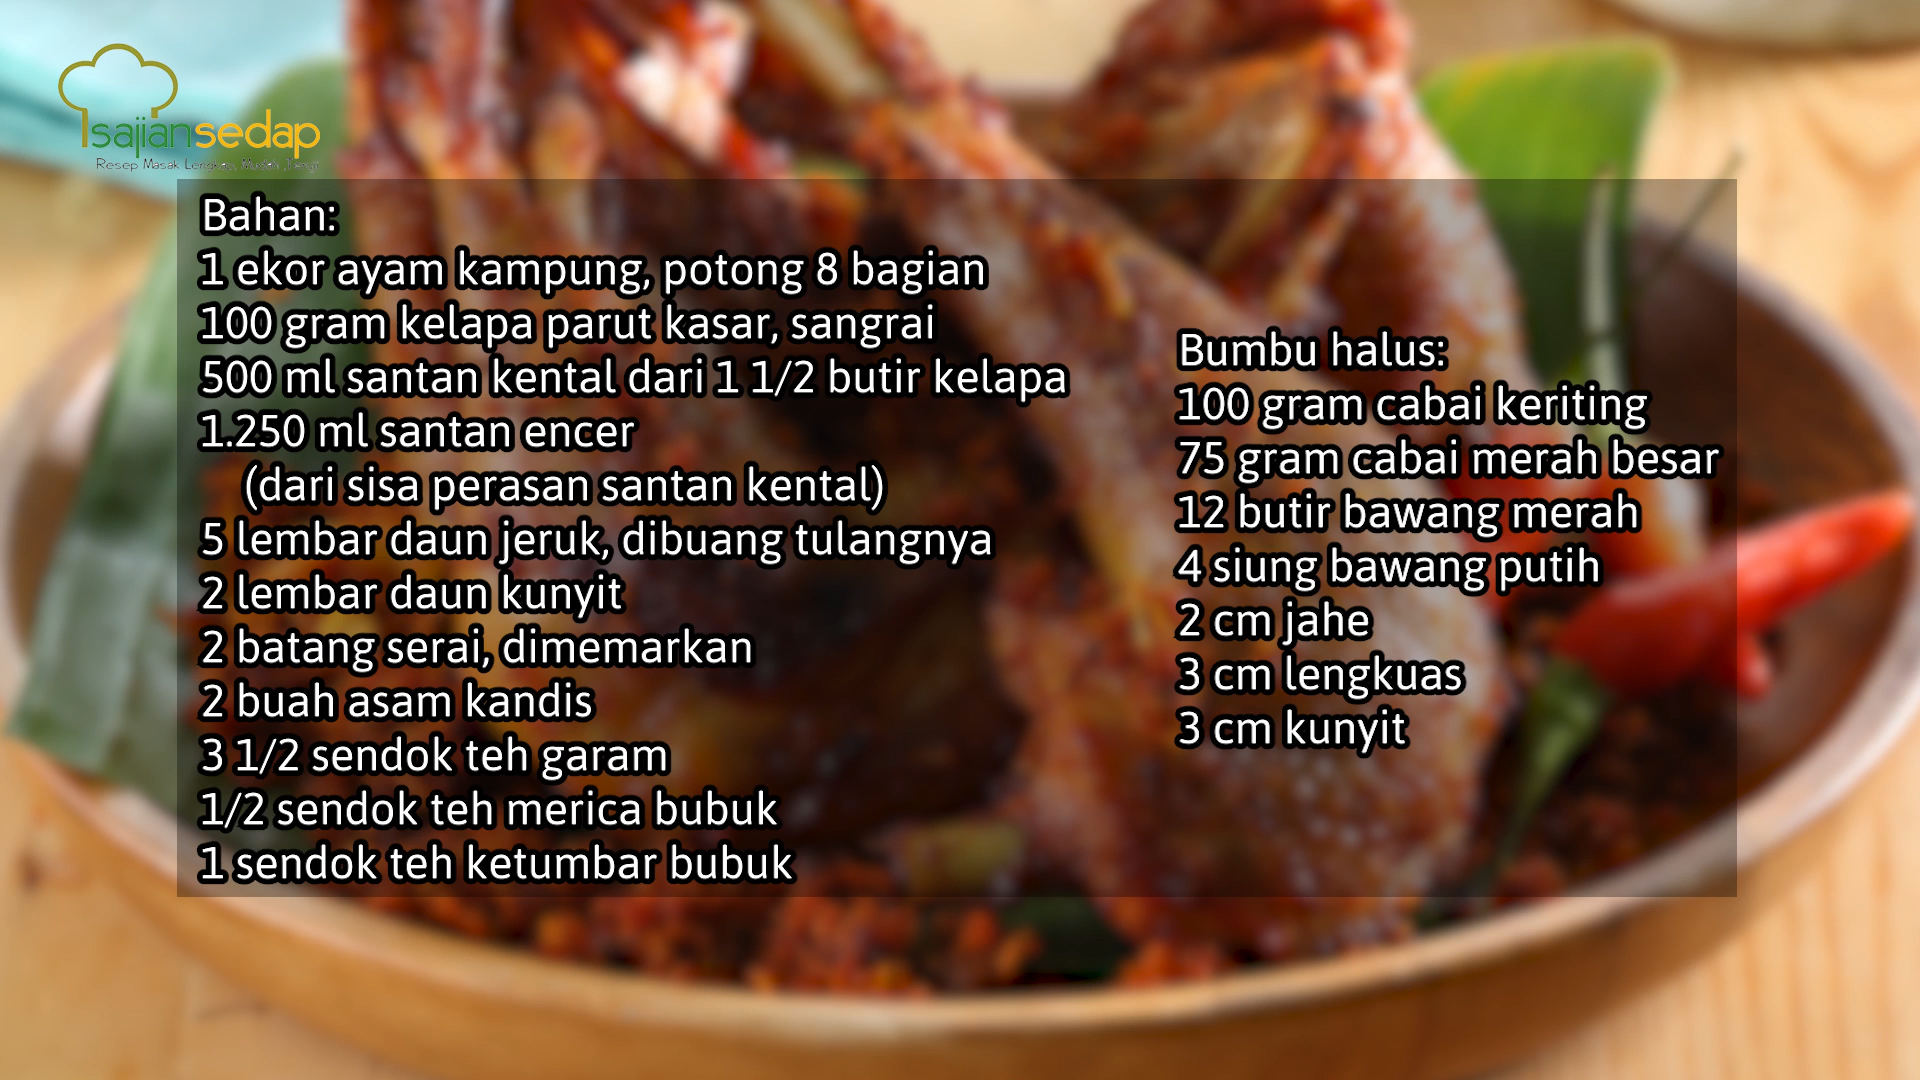 sajiansedap
Resep Masak Lengkap, Mudah, Teruji
Bahan:
1 ekor ayam kampung, potong 8 bagian
100 gram kelapa parut kasar, sangrai
500 ml santan kental dari 1 1/2 butir kelapa
1.250 ml santan encer
(dari sisa perasan santan kental)
5 lembar daun jeruk, dibuang tulangnya
2 lembar daun kunyit
2 batang serai, dimemarkan
2 buah asam kandis
3 1/2 sendok teh garam
1/2 sendok teh merica bubuk
1 sendok teh ketumbar bubuk
Bumbu halus:
100 gram cabai keriting
75 gram cabai merah besar
12 butir bawang merah
4 siung bawang putih
2 cm jahe
3 cm lengkuas
3 cm kunyit